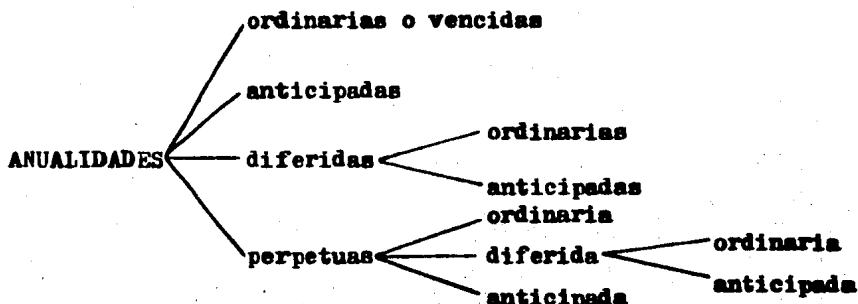 ordinarias o vencidas
anticipadas
ordinarias
ANUALIDADES
diferidas
anticipadas
ordinaria
perpetuas
diferida
ordinaria
anticipada
anticipada